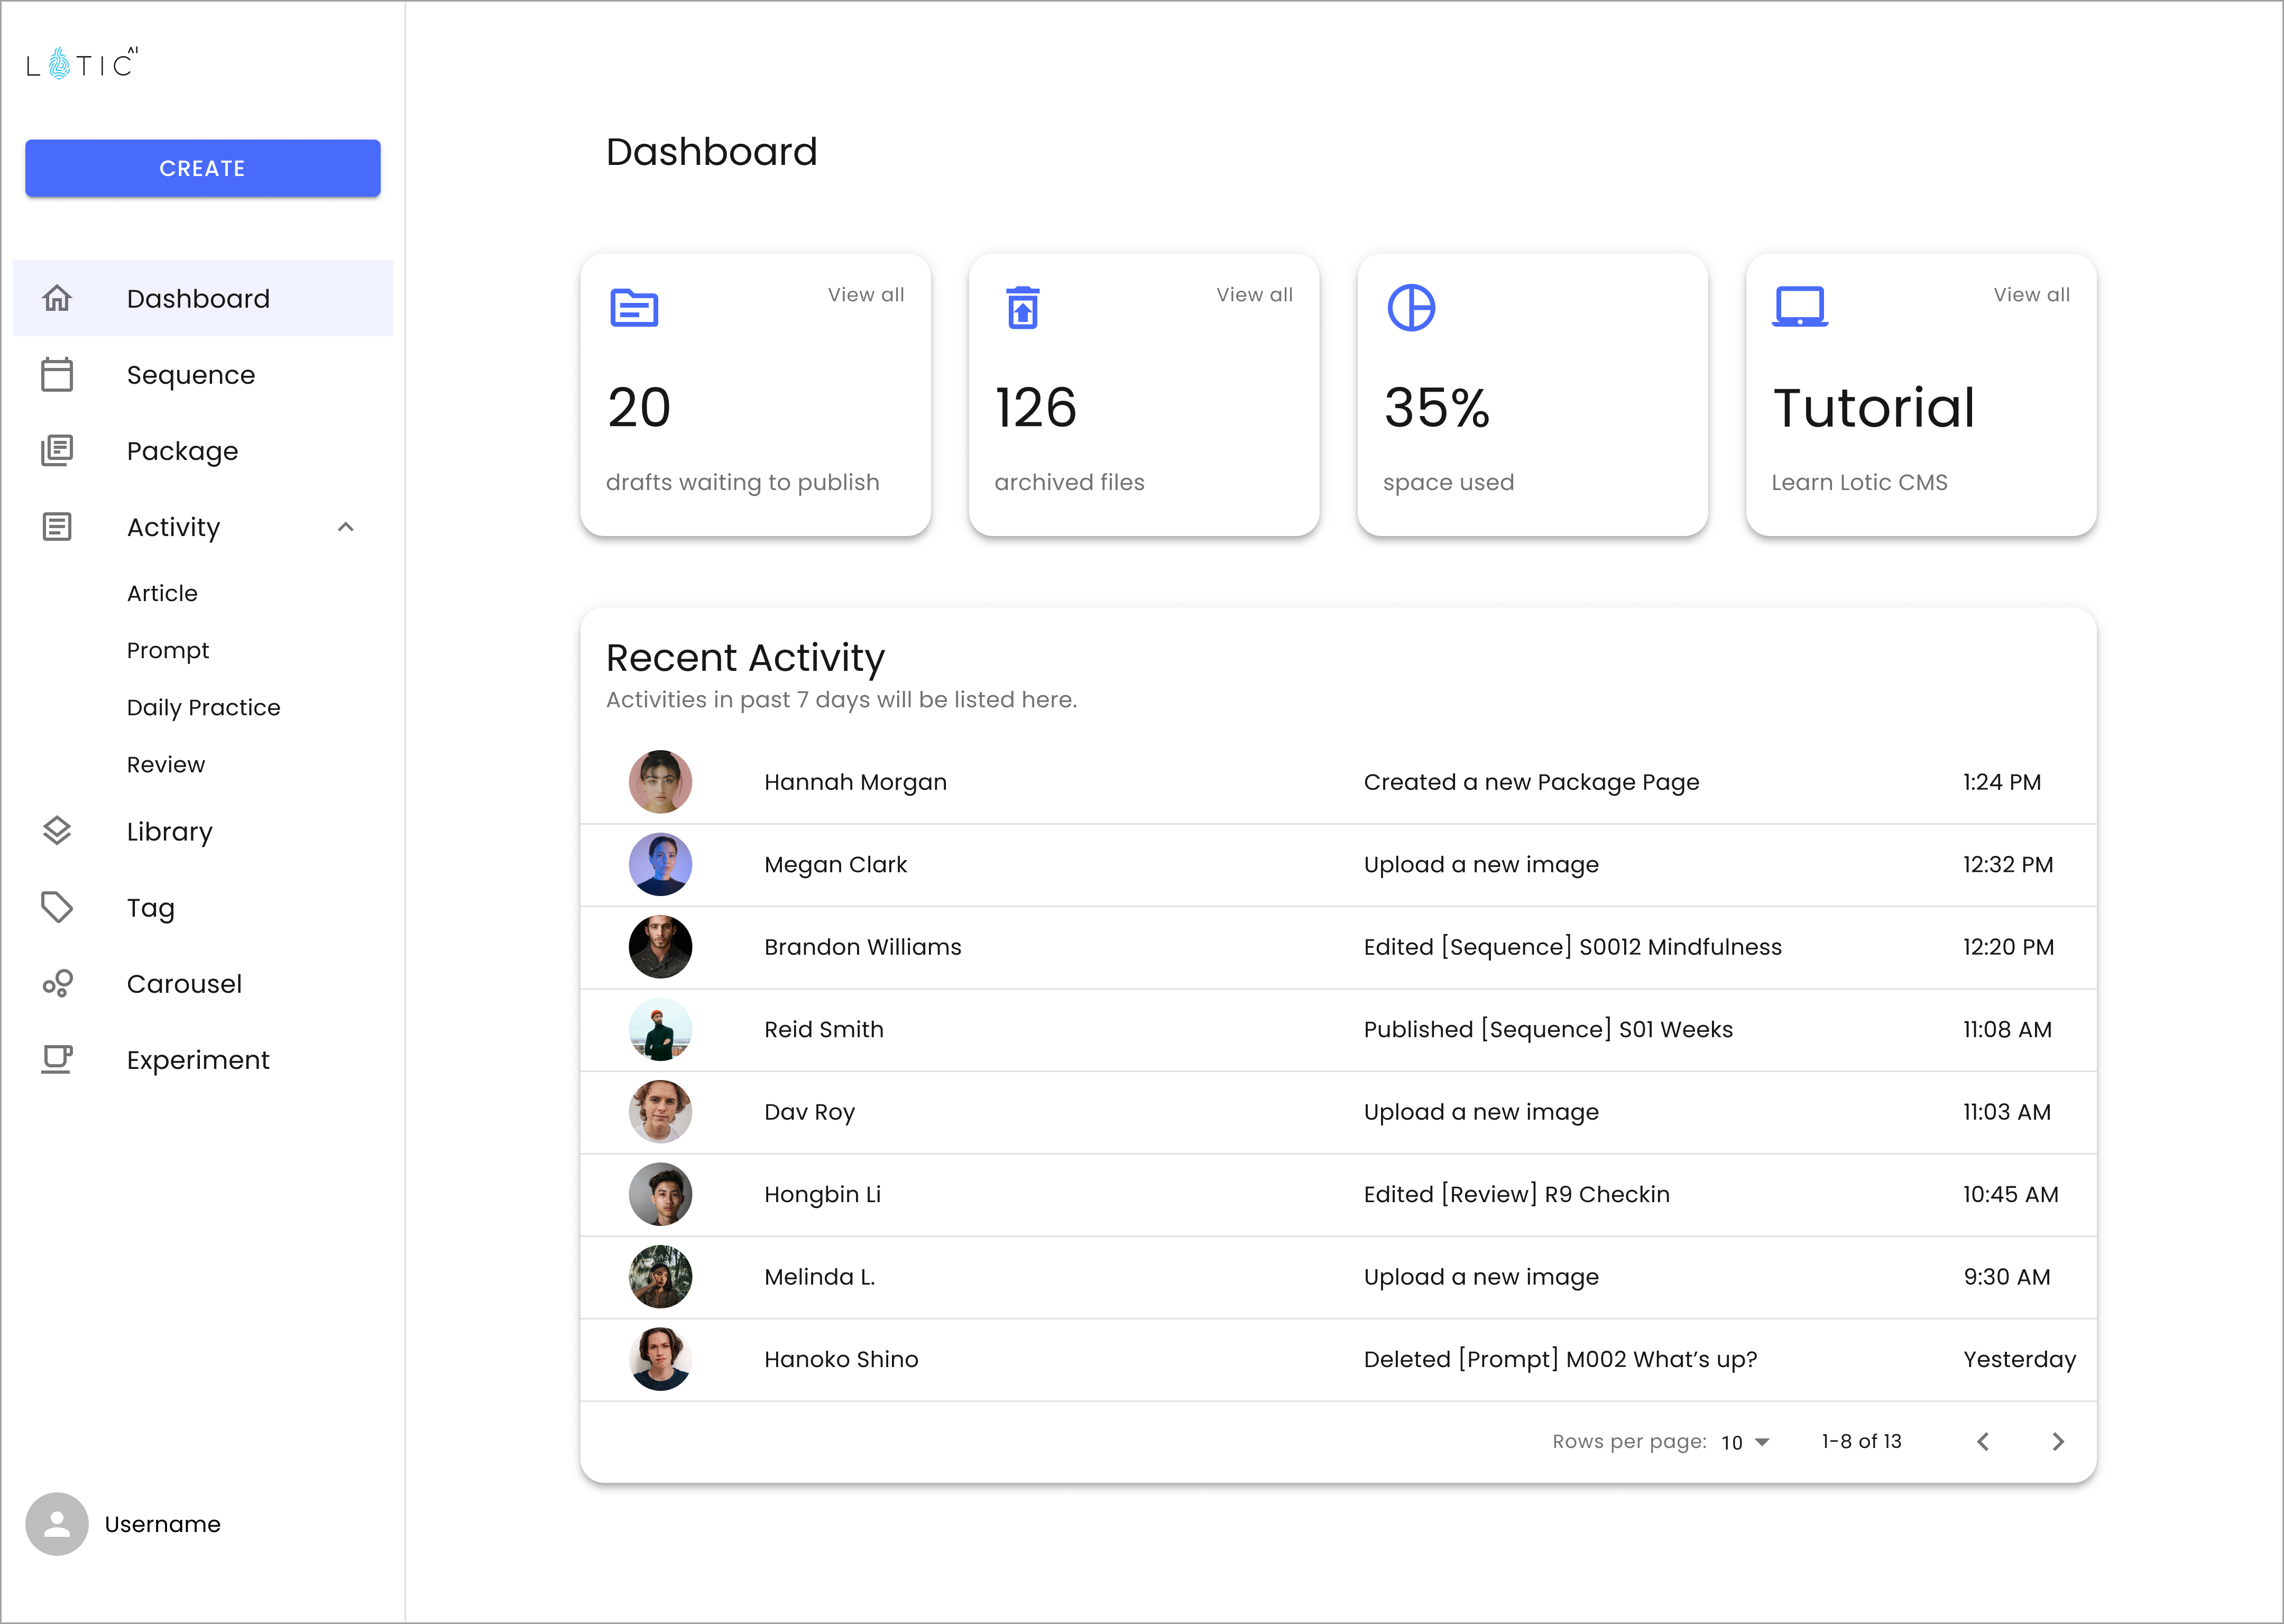 LOTIC AI
CREATE
Dashboard
Sequence
Package
Activity
Article
Prompt
Daily Practice
Review
Library
Tag
Carousel
Experiment
Username
Dashboard
View all
20
drafts waiting to publish
View all
126
archived files
35%
space used
View all
Tutorial
Learn Lotic CMS
Recent Activity
Activities in past 7 days will be listed here.
Hannah Morgan Created a new Package Page 1:24 PM
Megan Clark Upload a new image 12:32 PM
Brandon Williams Edited [Sequence] S0012 Mindfulness 12:20 PM
Reid Smith Published [Sequence] S01 Weeks 11:08 AM
Dav Roy Upload a new image 11:03 AM
Hongbin Li Edited [Review] R9 Checkin 10:45 AM
Melinda L. Upload a new image 9:30 AM
Hanoko Shino Deleted [Prompt] M002 What’s up? Yesterday
Rows per page: 10 1-8 of 13